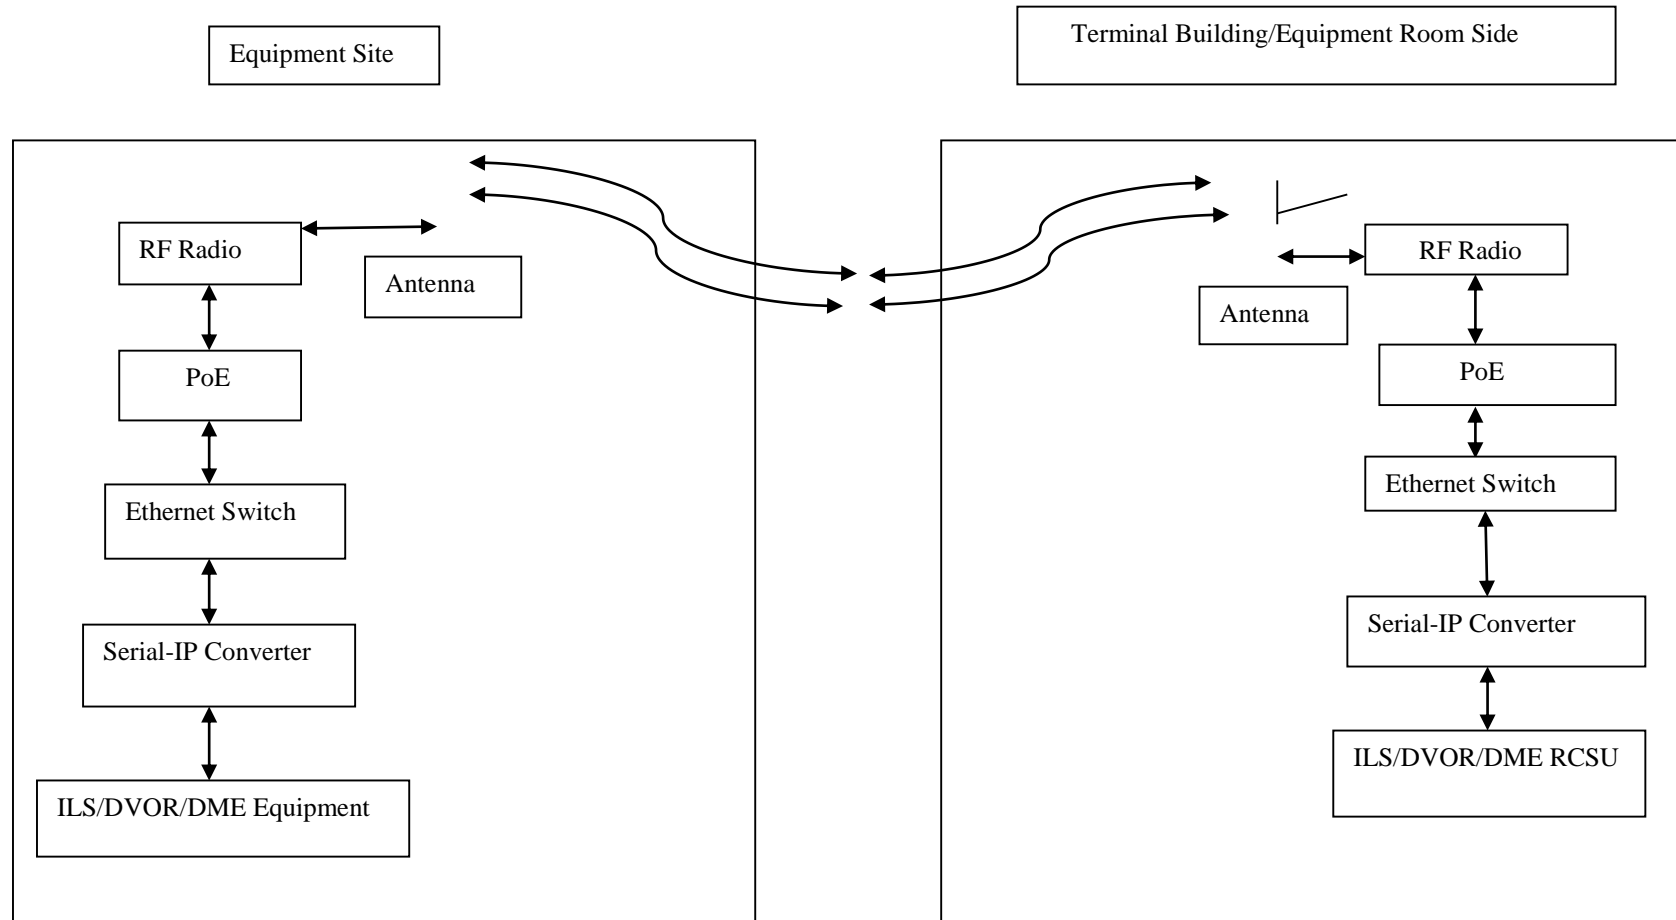 Equipment Site
Terminal Building/Equipment Room Side
RF Radio
Antenna
PoE
Ethernet Switch
Serial-IP Converter
ILS/DVOR/DME Equipment
RF Radio
Antenna
PoE
Ethernet Switch
Serial-IP Converter
ILS/DVOR/DME RCSU